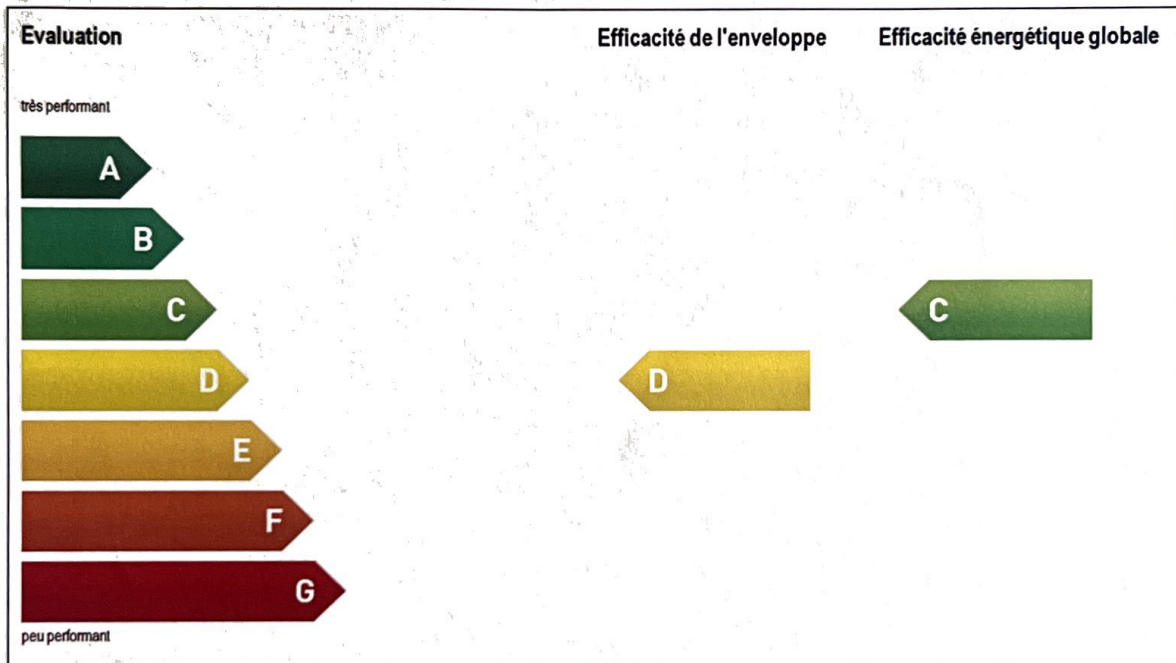 Evaluation
Efficacité de l'enveloppe
Efficacité énergétique globale
très performant
A
B
C
C
D
D
E
F
G
peu performant